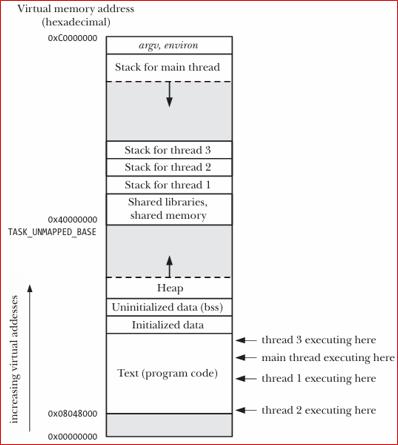 Virtual memory address
(hexadecimal)
0xC0000000
argv, environ
Stack for main thread
Stack for thread 3
Stack for thread 2
Stack for thread 1
Shared libraries,
shared memory
0x40000000
TASK_UNMAPPED_BASE
Heap
Uninitialized data (bss)
Initialized data
thread 3 executing here
main thread executing here
Text (program code)
thread 1 executing here
thread 2 executing here
0x08048000
0x00000000
increasing virtual addesses